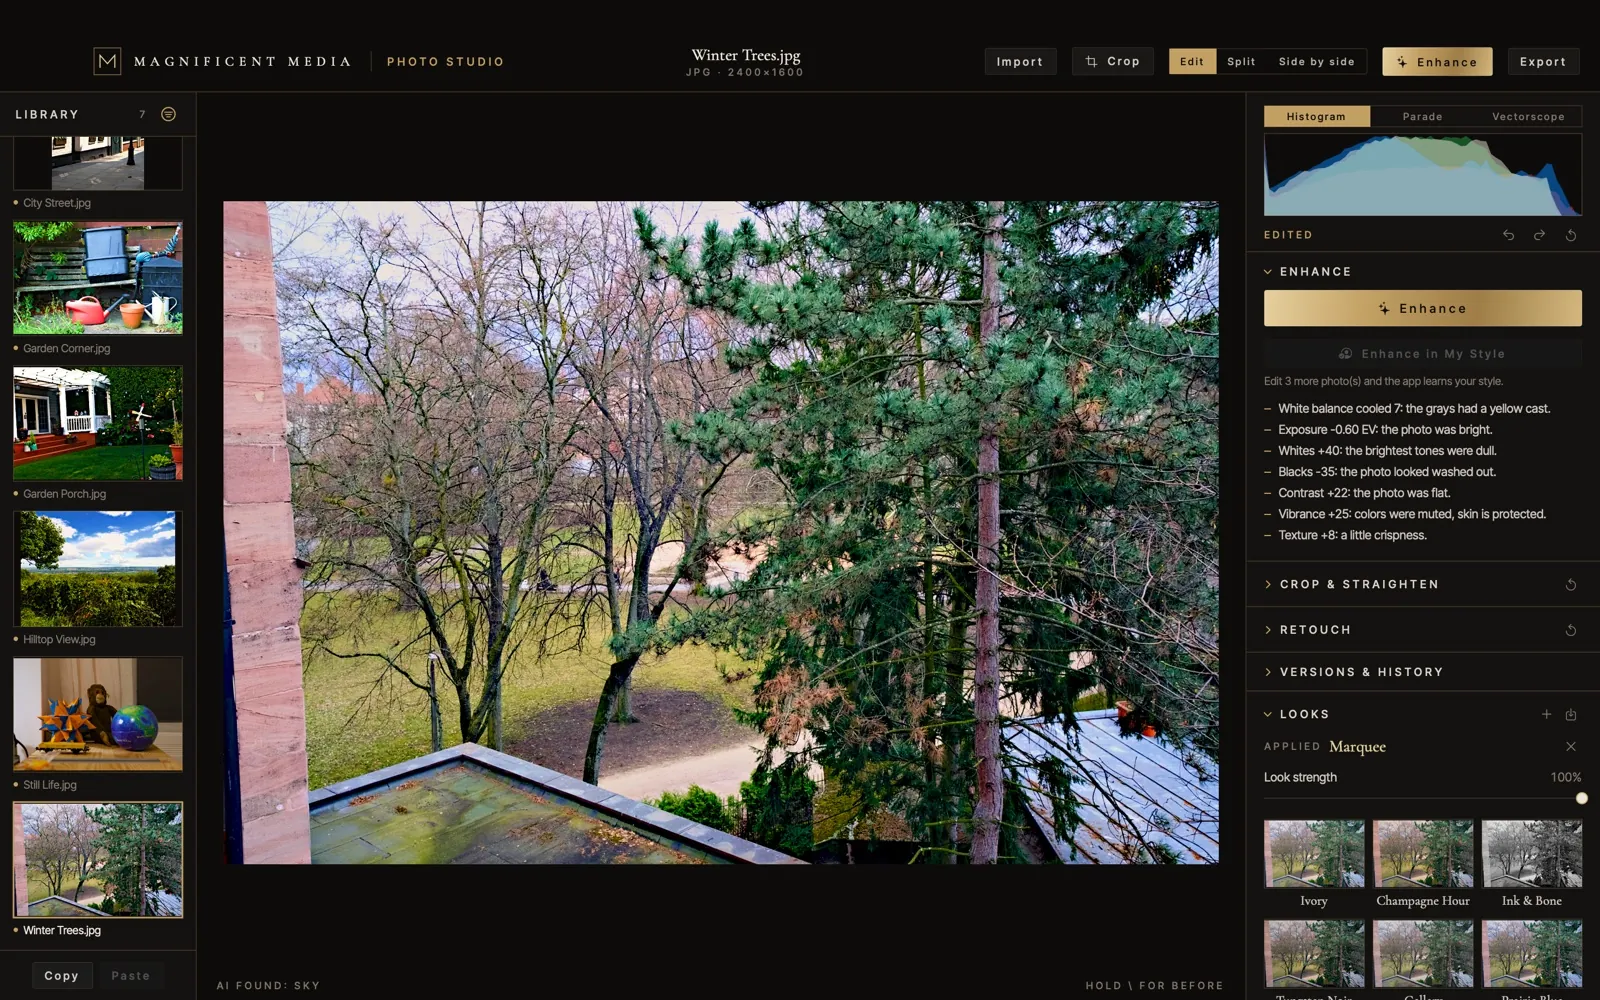 MAGNIFICENT MEDIA PHOTO STUDIO
Winter Trees.jpg
JPG · 2400×1600
Import Crop Edit Split Side by side Enhance Export
LIBRARY 7
City Street.jpg
Garden Corner.jpg
Garden Porch.jpg
Hilltop View.jpg
Still Life.jpg
Winter Trees.jpg
Copy Paste
AI FOUND: SKY
HOLD \ FOR BEFORE
Histogram Parade Vectorscope
EDITED
ENHANCE
Enhance
Enhance in My Style
Edit 3 more photo(s) and the app learns your style.
– White balance cooled 7: the grays had a yellow cast.
– Exposure -0.60 EV: the photo was bright.
– Whites +40: the brightest tones were dull.
– Blacks -35: the photo looked washed out.
– Contrast +22: the photo was flat.
– Vibrance +25: colors were muted, skin is protected.
– Texture +8: a little crispness.
CROP & STRAIGHTEN
RETOUCH
VERSIONS & HISTORY
LOOKS
APPLIED Marquee
Look strength 100%
Ivory Champagne Hour Ink & Bone